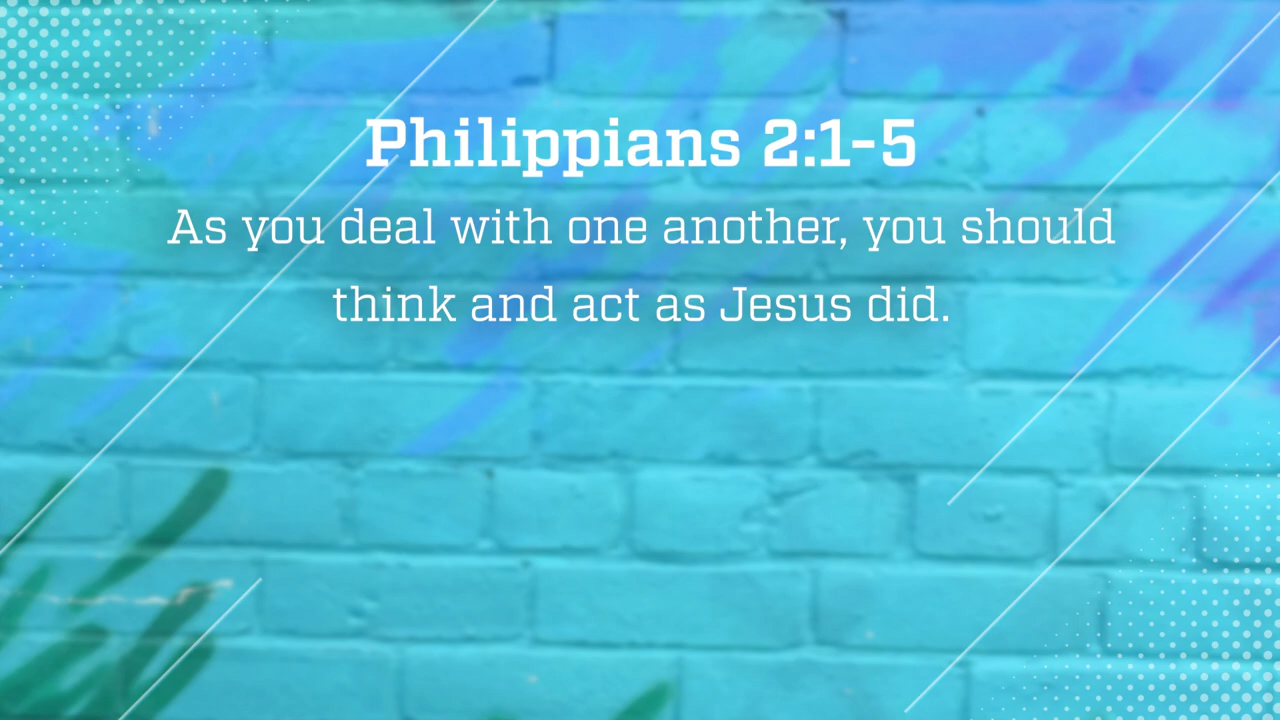 Philippians 2:1-5
As you deal with one another, you should
think and act as Jesus did.